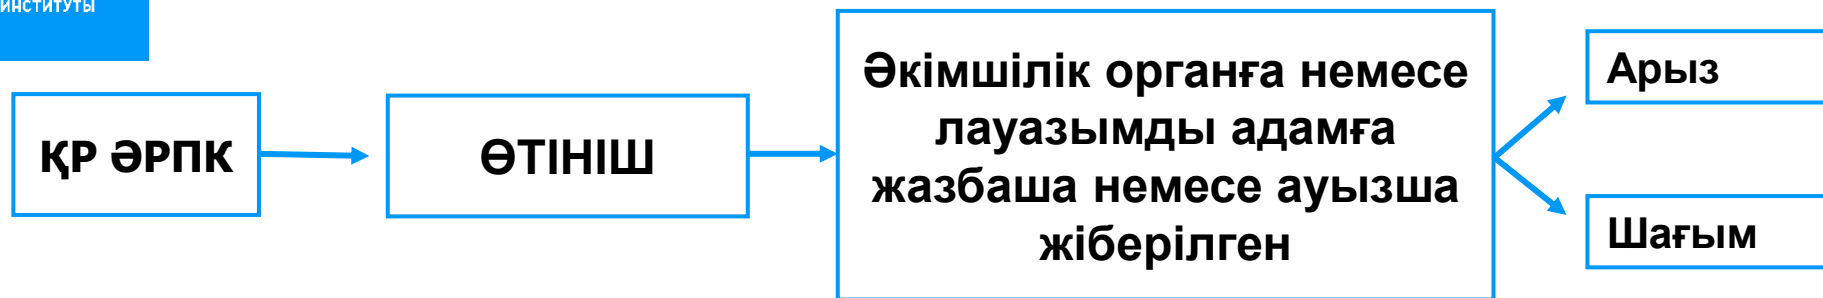 ИНСТИТУТЫ
ҚР ӘРПК
ӨТІНІШ
Әкімшілік органға немесе
лауазымды адамға
жазбаша немесе ауызша
жіберілген
Арыз
Шағым